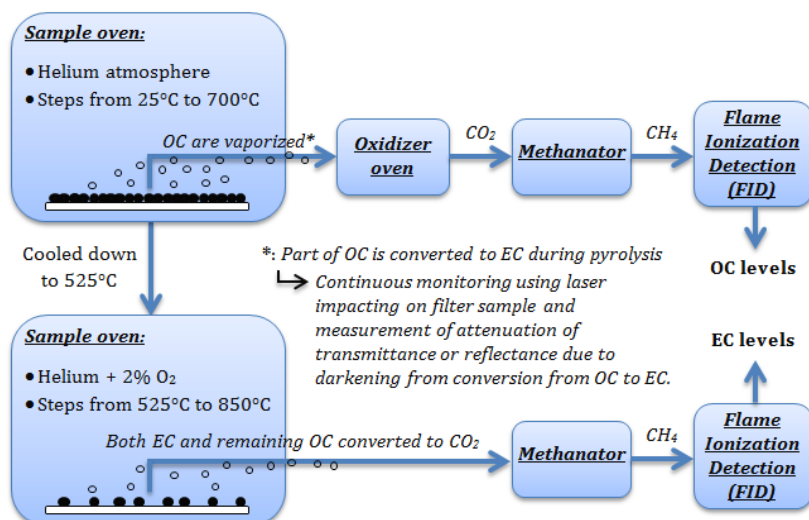 Sample oven:
● Helium atmosphere
● Steps from 25°C to 700°C
OC are vaporized*
Oxidizer
oven
CO₂
Methanator
CH₄
Flame
Ionization
Detection
(FID)
Cooled down
to 525°C
*: Part of OC is converted to EC during pyrolysis
Continuous monitoring using laser
impacting on filter sample and
measurement of attenuation of
transmittance or reflectance due to
darkening from conversion from OC to EC.
OC levels
EC levels
Sample oven:
● Helium + 2% O₂
● Steps from 525°C to 850°C
Both EC and remaining OC converted to CO₂
Methanator
CH₄
Flame
Ionization
Detection
(FID)